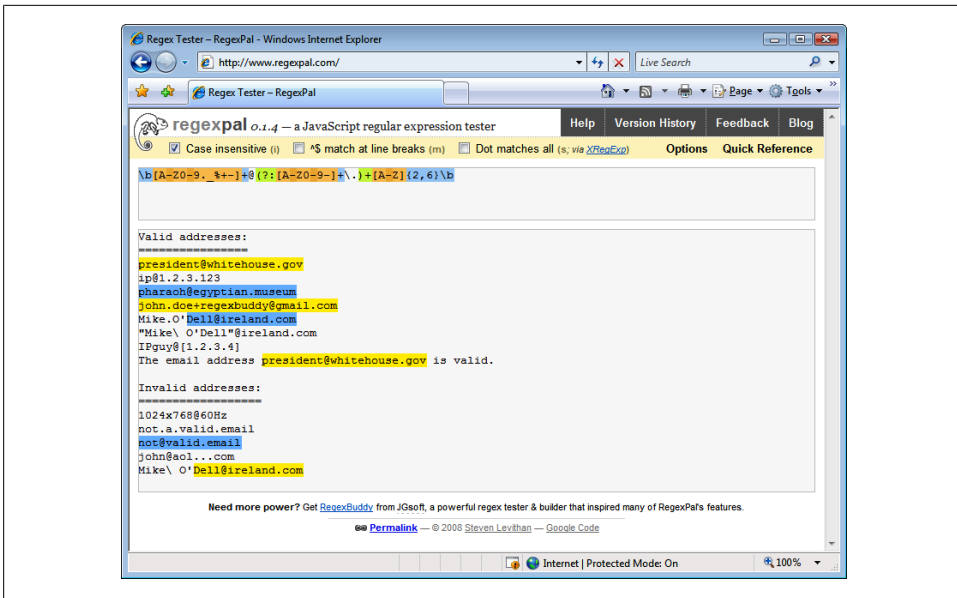 Regex Tester – RegexPal - Windows Internet Explorer
http://www.regexpal.com/
Live Search
Regex Tester – RegexPal
Page
Tools
regexpal 0.1.4 — a JavaScript regular expression tester
Help Version History Feedback Blog
Case insensitive (i) ^$ match at line breaks (m) Dot matches all (s; via XRegExp) Options Quick Reference
\b[A-Z0-9._%+-]+@(?:[A-Z0-9-]+\.)+[A-Z]{2,6}\b
Valid addresses:
================
president@whitehouse.gov
ip@1.2.3.123
pharaoh@egyptian.museum
john.doe+regexbuddy@gmail.com
Mike.O'Dell@ireland.com
"Mike\ O'Dell"@ireland.com
IPguy@[1.2.3.4]
The email address president@whitehouse.gov is valid.
Invalid addresses:
==================
1024x768@60Hz
not.a.valid.email
not@valid.email
john@aol...com
Mike\ O'Dell@ireland.com
Need more power? Get RegexBuddy from JGsoft, a powerful regex tester & builder that inspired many of RegexPal's features.
Permalink — © 2008 Steven Levithan — Google Code
Internet | Protected Mode: On
100%